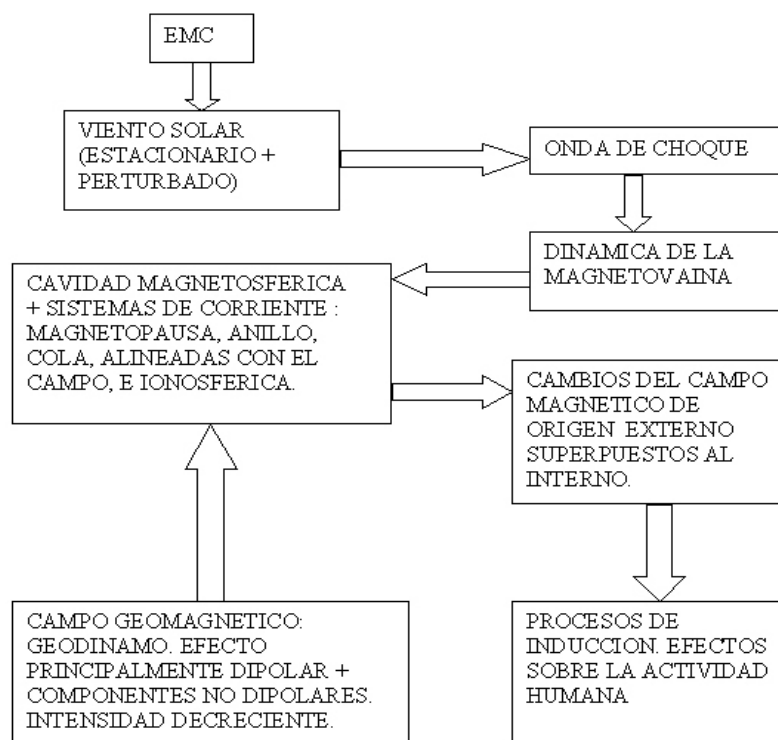 EMC
VIENTO SOLAR
(ESTACIONARIO +
PERTURBADO)
ONDA DE CHOQUE
DINAMICA DE LA
MAGNETOVAINA
CAVIDAD MAGNETOSFERICA
+ SISTEMAS DE CORRIENTE :
MAGNETOPAUSA, ANILLO,
COLA, ALINEADAS CON EL
CAMPO, E IONOSFERICA.
CAMBIOS DEL CAMPO
MAGNETICO DE
ORIGEN EXTERNO
SUPERPUESTOS AL
INTERNO.
CAMPO GEOMAGNETICO:
GEODINAMO. EFECTO
PRINCIPALMENTE DIPOLAR +
COMPONENTES NO DIPOLARES.
INTENSIDAD DECRECIENTE.
PROCESOS DE
INDUCCION. EFECTOS
SOBRE LA ACTIVIDAD
HUMANA